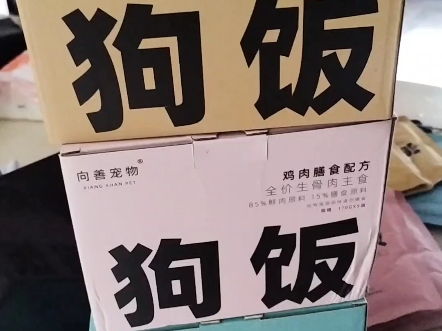 狗饭
向善宠物®
XIANG SHAN PET
鸡肉膳食配方
全价生骨肉主食
85%鲜肉原料 15%膳食原料
狗饭